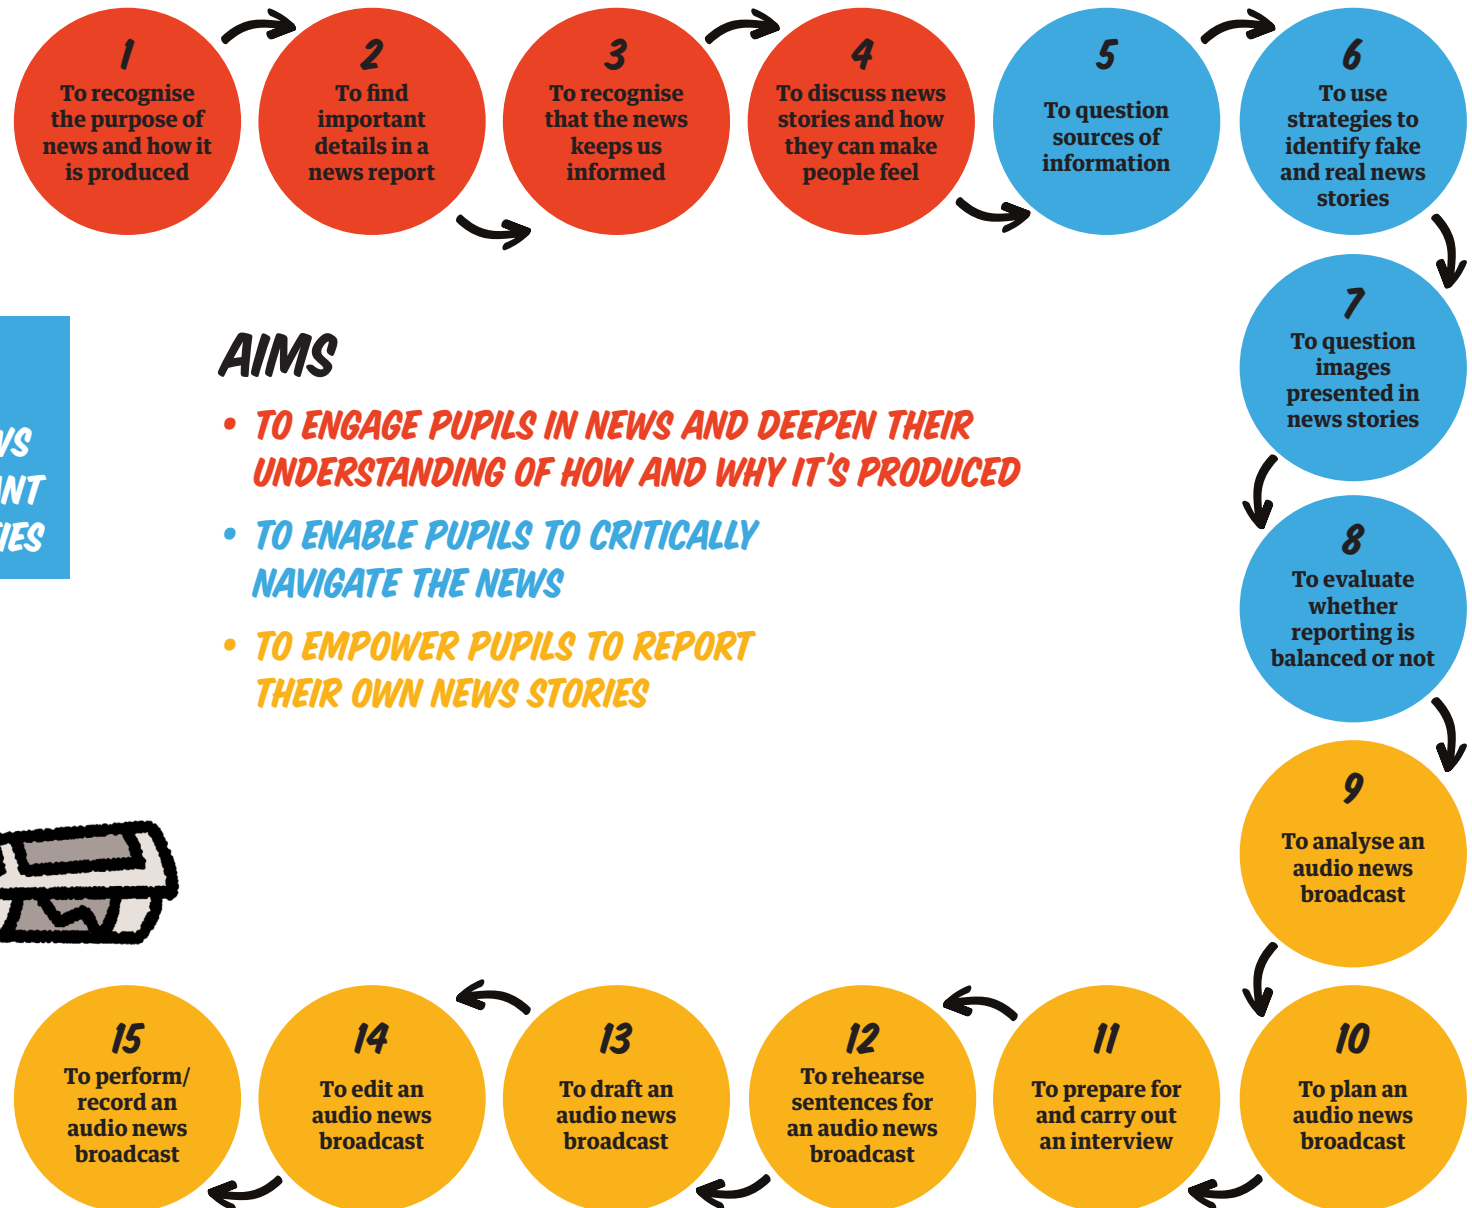 1
To recognise
the purpose of
news and how it
is produced
2
To find
important
details in a
news report
3
To recognise
that the news
keeps us
informed
4
To discuss news
stories and how
they can make
people feel
5
To question
sources of
information
6
To use
strategies to
identify fake
and real news
stories
7
To question
images
presented in
news stories
8
To evaluate
whether
reporting is
balanced or not
9
To analyse an
audio news
broadcast
10
To plan an
audio news
broadcast
11
To prepare for
and carry out
an interview
12
To rehearse
sentences for
an audio news
broadcast
13
To draft an
audio news
broadcast
14
To edit an
audio news
broadcast
15
To perform/
record an
audio news
broadcast
AIMS
• TO ENGAGE PUPILS IN NEWS AND DEEPEN THEIR
UNDERSTANDING OF HOW AND WHY IT'S PRODUCED
• TO ENABLE PUPILS TO CRITICALLY
NAVIGATE THE NEWS
• TO EMPOWER PUPILS TO REPORT
THEIR OWN NEWS STORIES